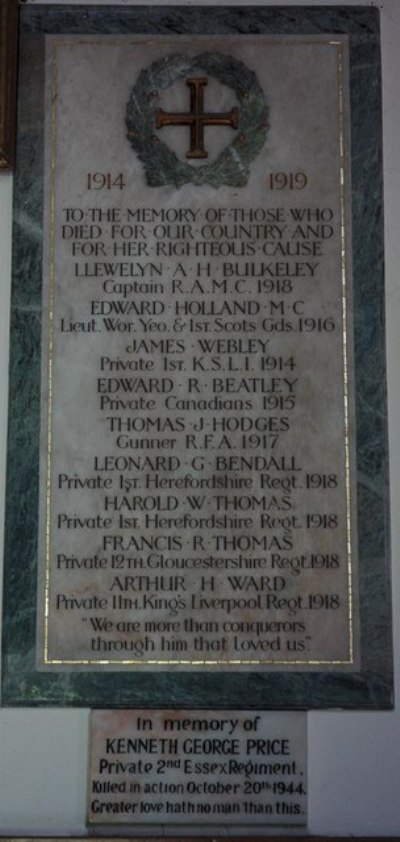 1914 1919
TO·THE·MEMORY·OF·THOSE·WHO
DIED·FOR·OUR·COUNTRY·AND
FOR·HER·RIGHTEOUS·CAUSE
LLEWELYN·A·H·BULKELEY
Captain R.A.M.C. 1918
EDWARD·HOLLAND·M·C
Lieut. Wor. Yeo. & 1ST. Scots Gds. 1916
JAMES·WEBLEY
Private 1ST. K.S.L.I. 1914
EDWARD·R·BEATLEY
Private Canadians 1915
THOMAS·J·HODGES
Gunner R.F.A. 1917
LEONARD·G·BENDALL
Private 1ST. Herefordshire Regt. 1918
HAROLD·W·THOMAS
Private 1ST. Herefordshire Regt. 1918
FRANCIS·R·THOMAS
Private 12TH. Gloucestershire Regt. 1918
ARTHUR·H·WARD
Private 11TH. King's Liverpool Regt. 1918
"We are more than conquerors
through him that loved us."
In memory of
KENNETH GEORGE PRICE
Private 2nd Essex Regiment.
Killed in action October 20th 1944.
Greater love hath no man than this.